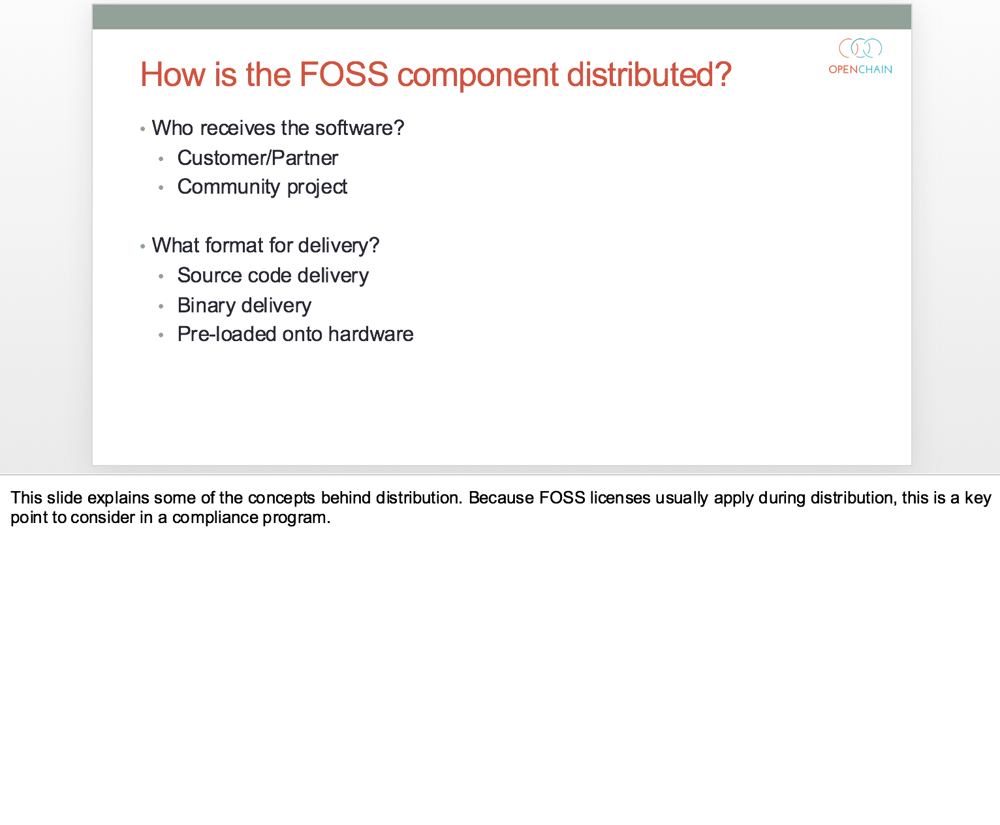 OPENCHAIN
How is the FOSS component distributed?
• Who receives the software?
• Customer/Partner
• Community project
• What format for delivery?
• Source code delivery
• Binary delivery
• Pre-loaded onto hardware
This slide explains some of the concepts behind distribution. Because FOSS licenses usually apply during distribution, this is a key
point to consider in a compliance program.